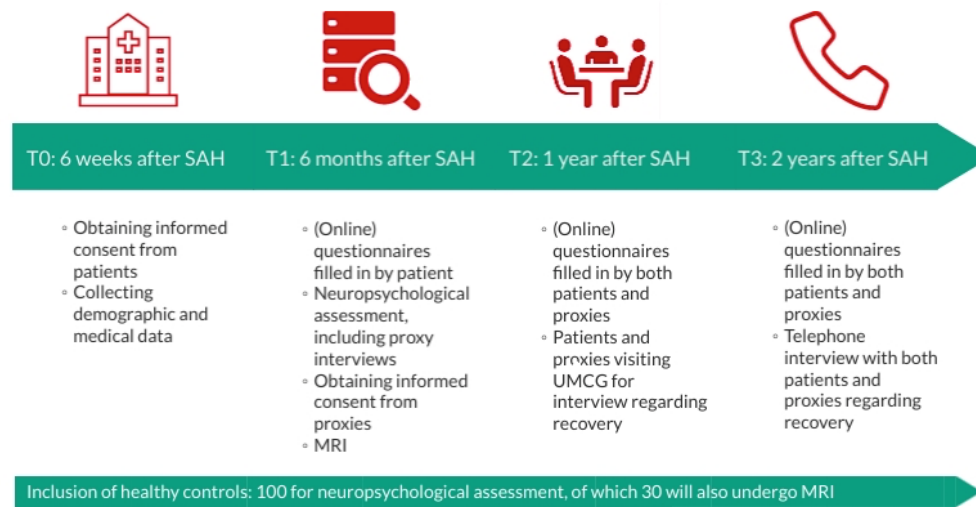 T0: 6 weeks after SAH
T1: 6 months after SAH
T2: 1 year after SAH
T3: 2 years after SAH
◦ Obtaining informed
consent from
patients
◦ Collecting
demographic and
medical data
◦ (Online)
questionnaires
filled in by patient
◦ Neuropsychological
assessment,
including proxy
interviews
◦ Obtaining informed
consent from
proxies
◦ MRI
◦ (Online)
questionnaires
filled in by both
patients and
proxies
◦ Patients and
proxies visiting
UMCG for
interview regarding
recovery
◦ (Online)
questionnaires
filled in by both
patients and
proxies
◦ Telephone
interview with both
patients and
proxies regarding
recovery
Inclusion of healthy controls: 100 for neuropsychological assessment, of which 30 will also undergo MRI